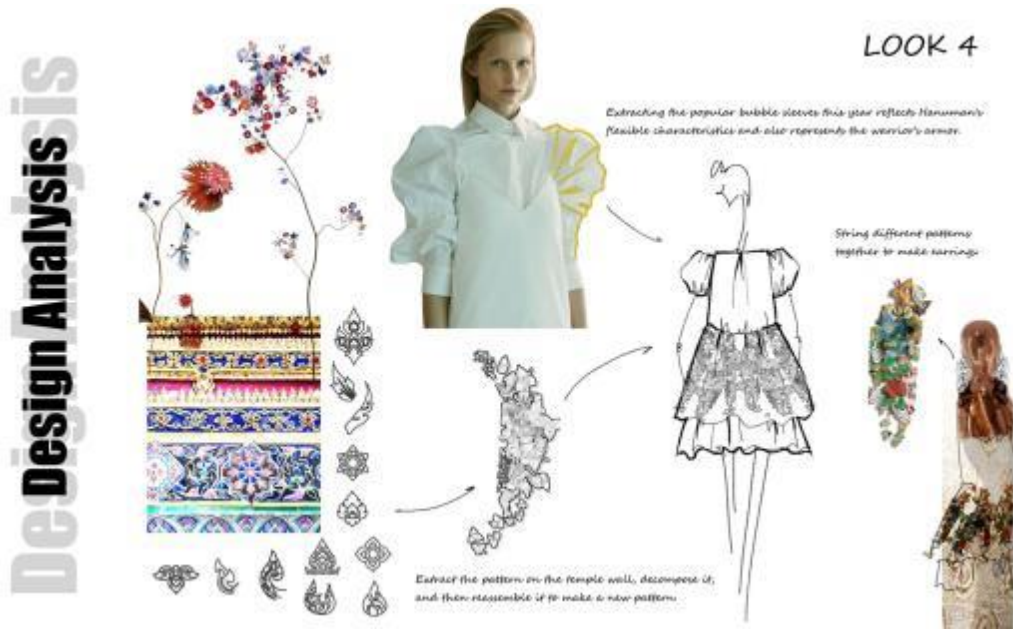 Design Analysis
LOOK 4
Extracting the popular bubble sleeves this year reflects Hanuman's
flexible characteristics and also represents the warrior's armor.
String different patterns
together to make earrings.
Extract the pattern on the temple wall, decompose it,
and then reassemble it to make a new pattern.